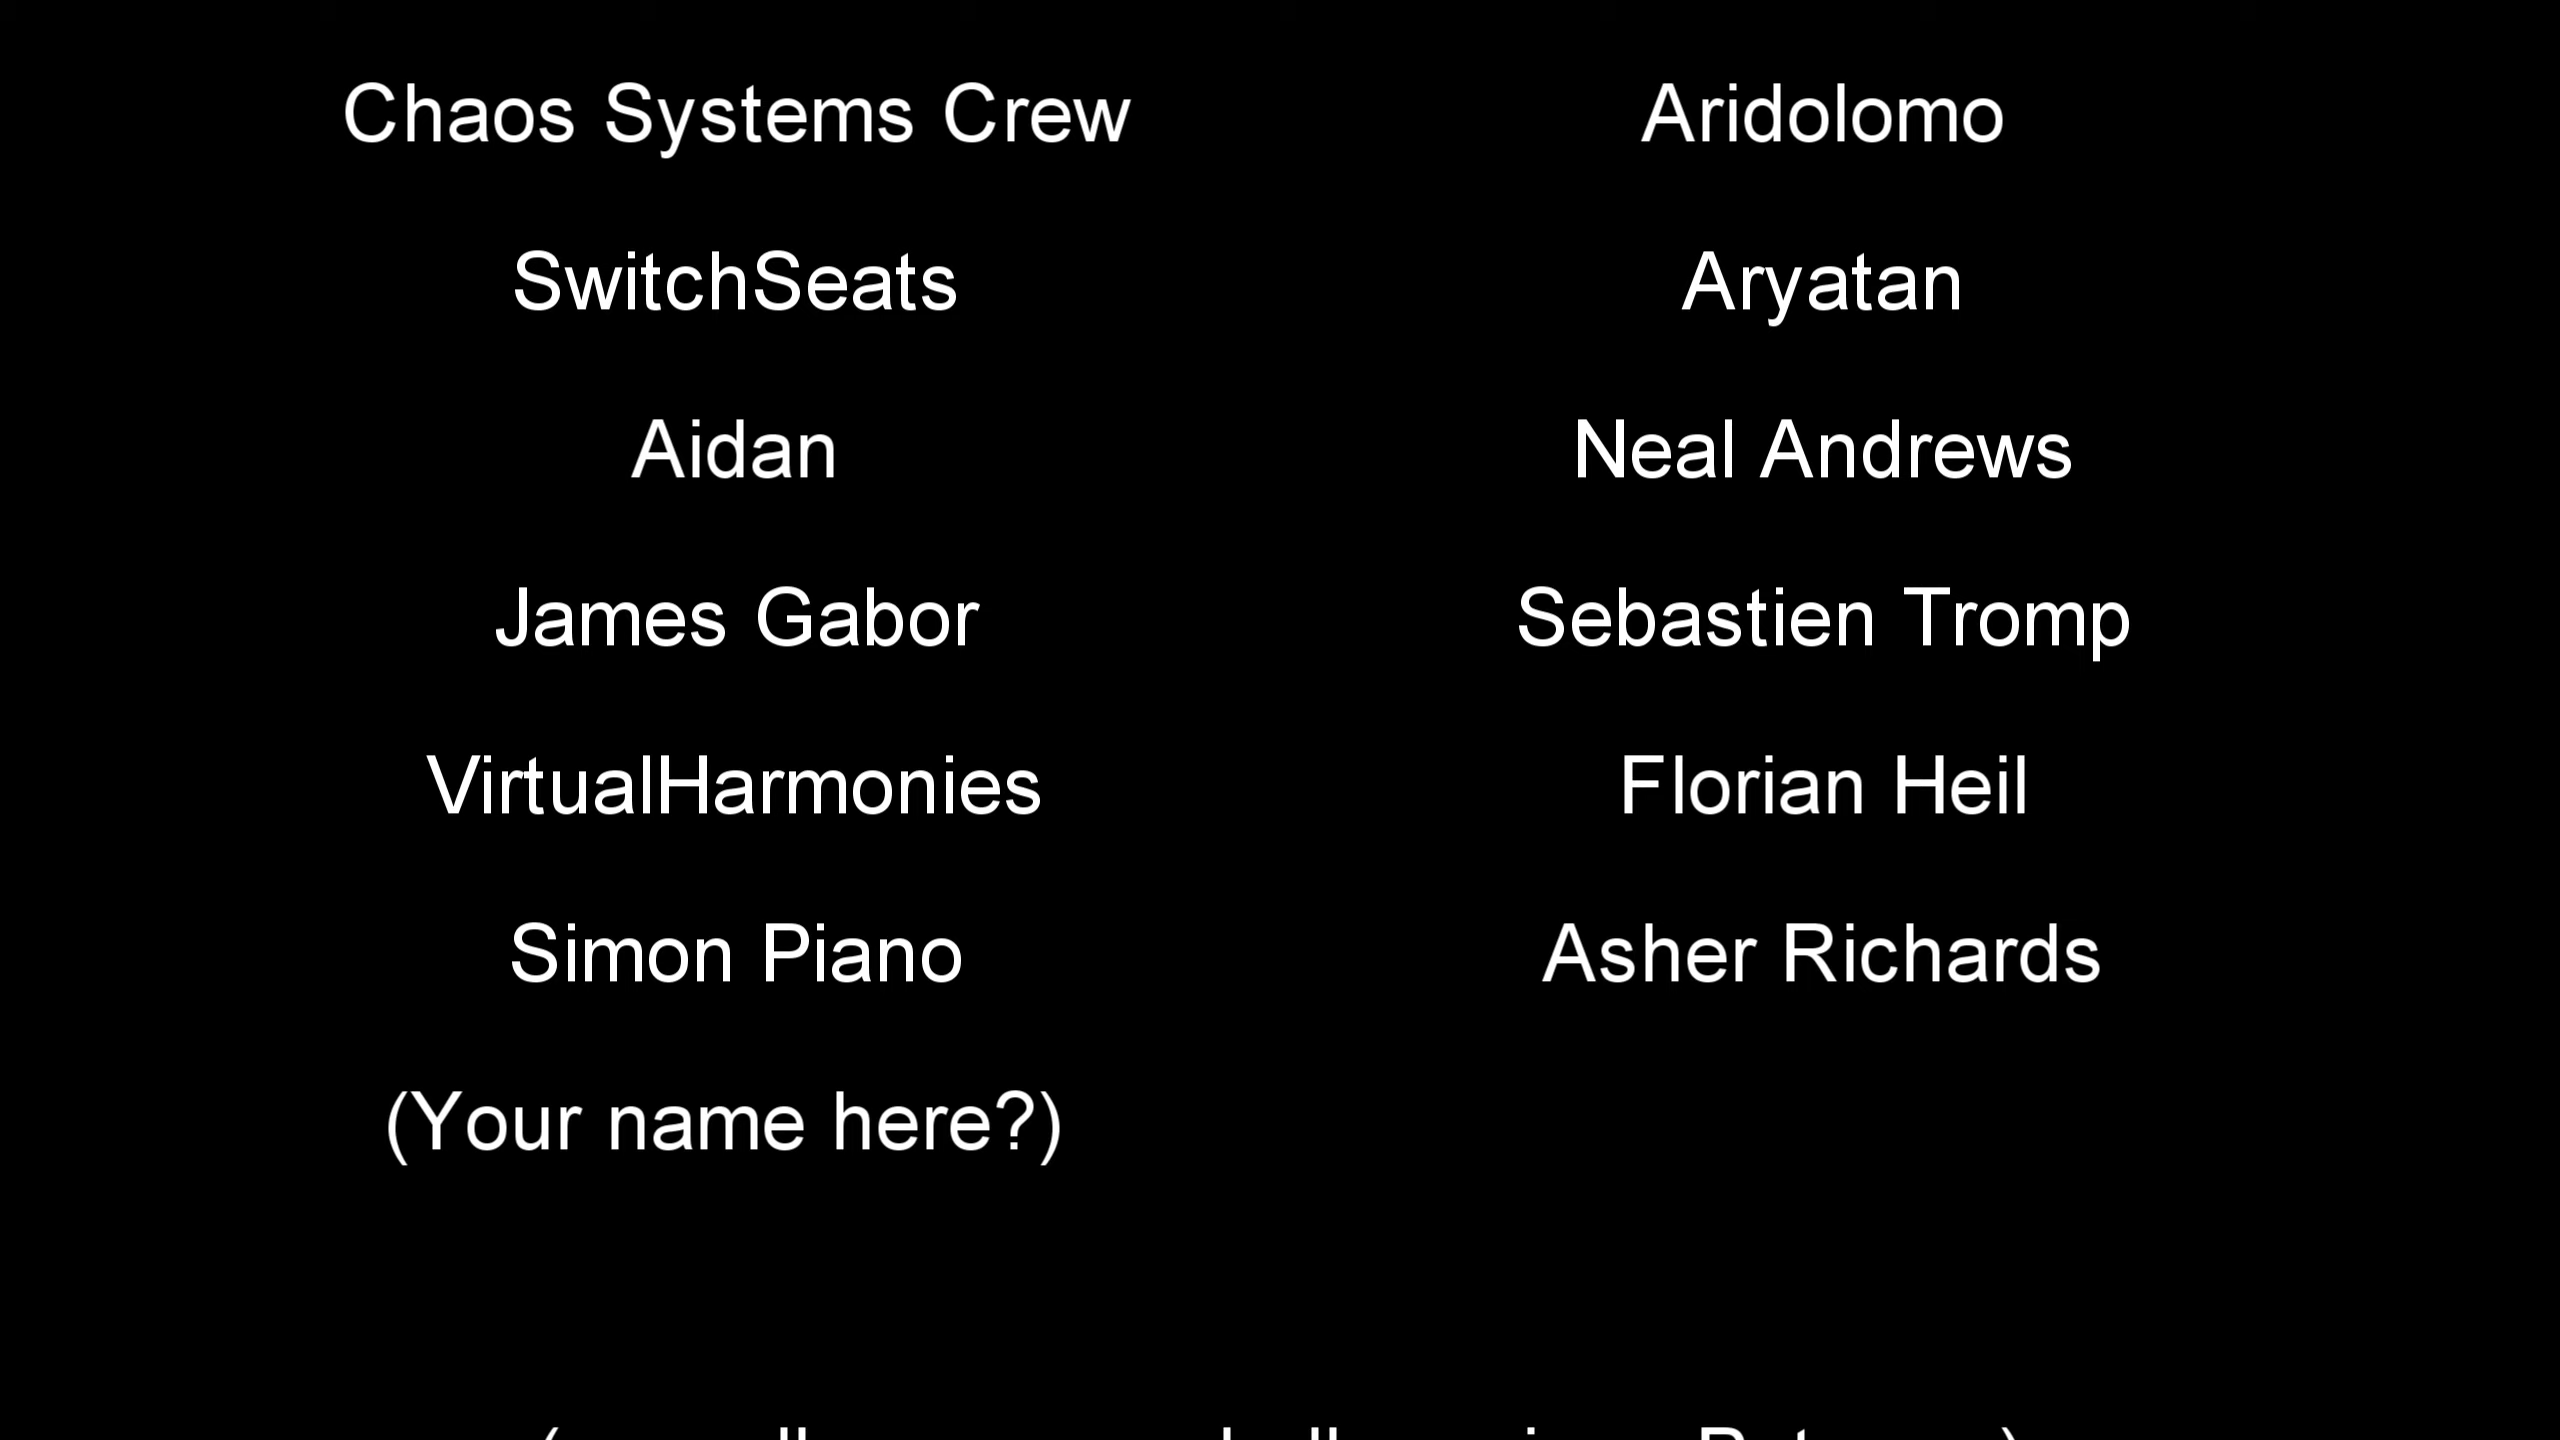 Chaos Systems Crew
Aridolomo
SwitchSeats
Aryatan
Aidan
Neal Andrews
James Gabor
Sebastien Tromp
VirtualHarmonies
Florian Heil
Simon Piano
Asher Richards
(Your name here?)